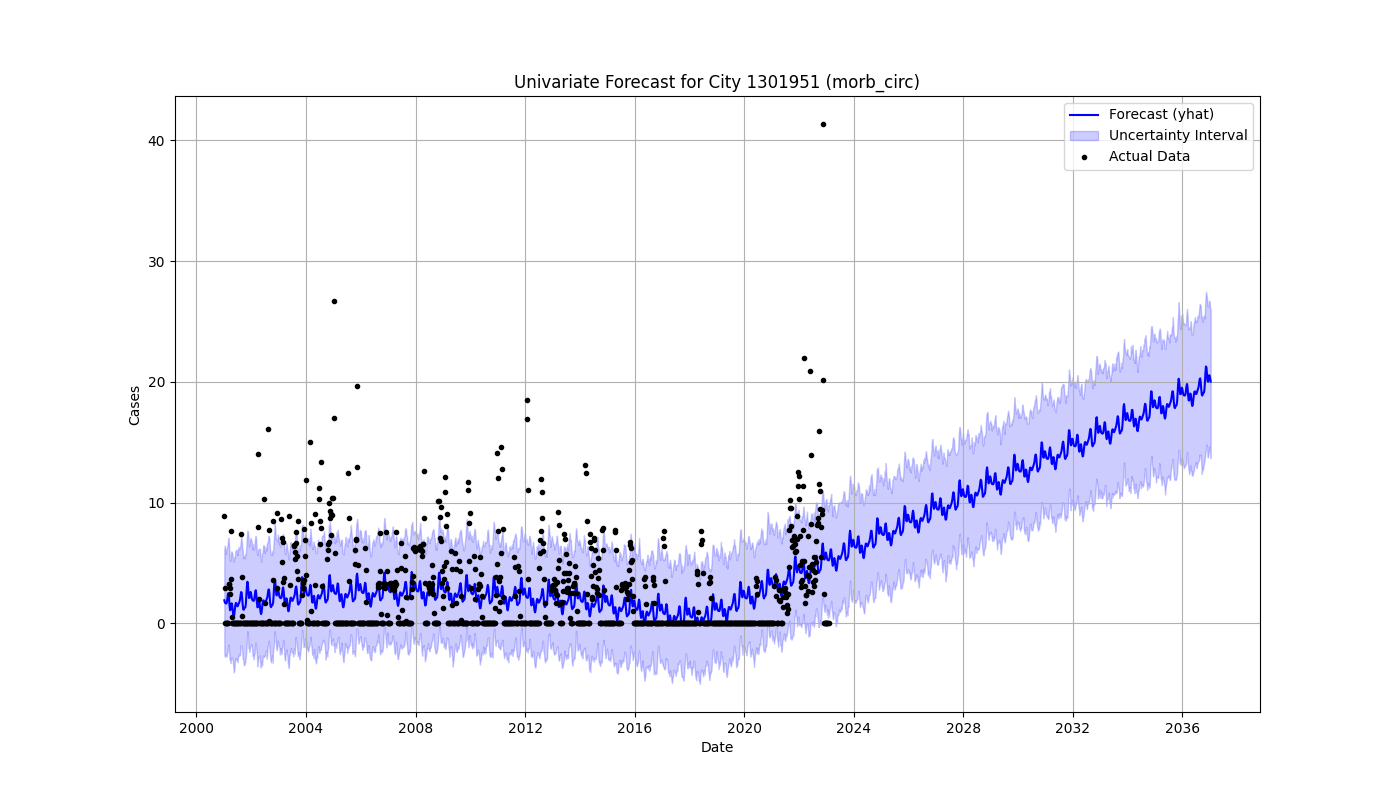 Univariate Forecast for City 1301951 (morb_circ)
Forecast (yhat)
Uncertainty Interval
Actual Data
Cases
40
30
20
10
0
2000 2004 2008 2012 2016 2020 2024 2028 2032 2036
Date